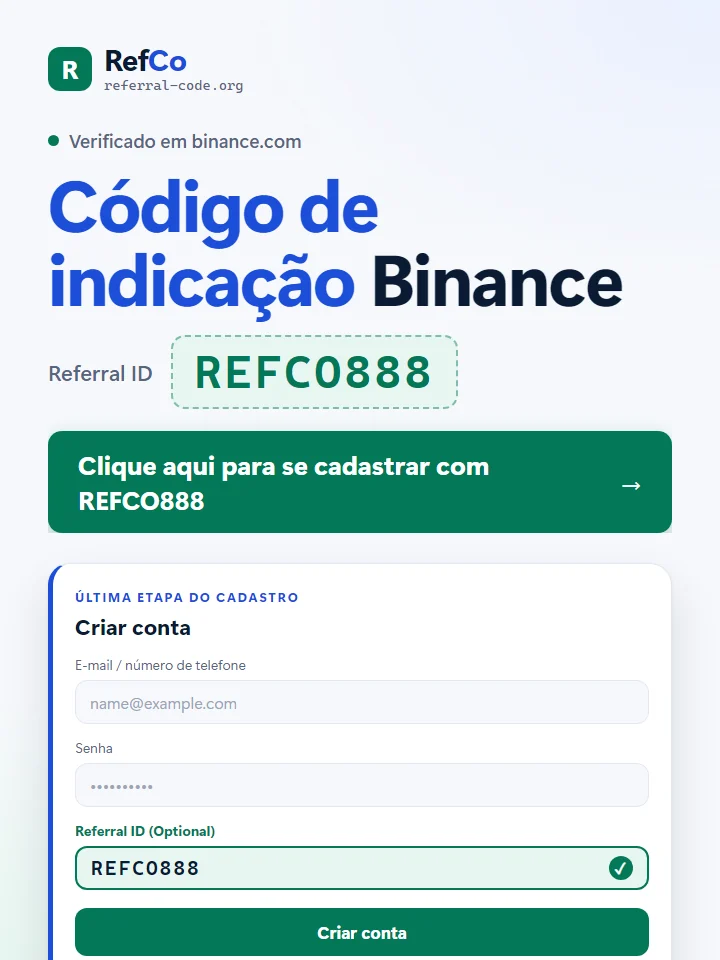 R
RefCo
referral-code.org
Verificado em binance.com
Código de
indicação Binance
Referral ID
REFCO888
Clique aqui para se cadastrar com
REFCO888
→
ÚLTIMA ETAPA DO CADASTRO
Criar conta
E-mail / número de telefone
name@example.com
Senha
••••••••••
Referral ID (Optional)
REFCO888
Criar conta